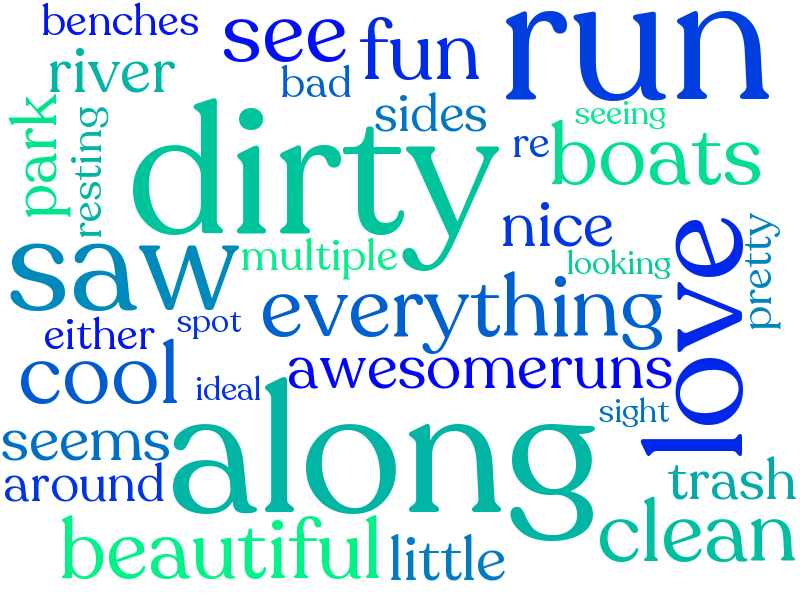 benches
see
fun
run
river
bad
park
resting
sides
seeing
dirty
re
boats
saw
multiple
nice
looking
love
pretty
either
spot
everything
cool
ideal
awesomeruns
sight
seems
along
around
trash
beautiful
little
clean